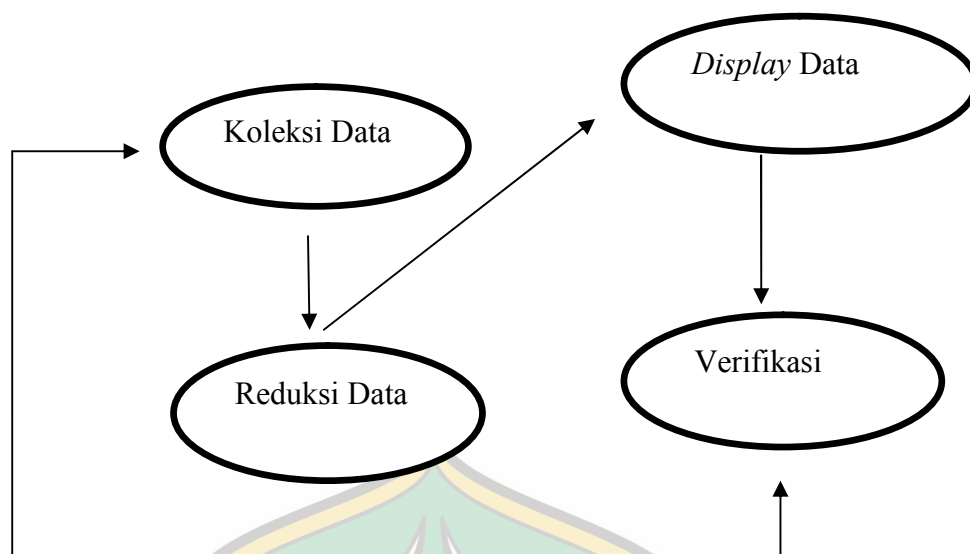 Koleksi Data
Reduksi Data
Display Data
Verifikasi